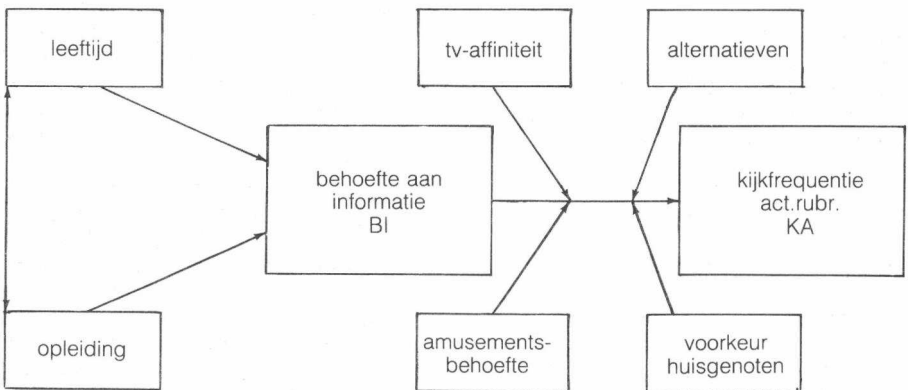 leeftijd
tv-affiniteit
alternatieven
behoefte aan
informatie
BI
kijkfrequentie
act.rubr.
KA
opleiding
amusements-
behoefte
voorkeur
huisgenoten